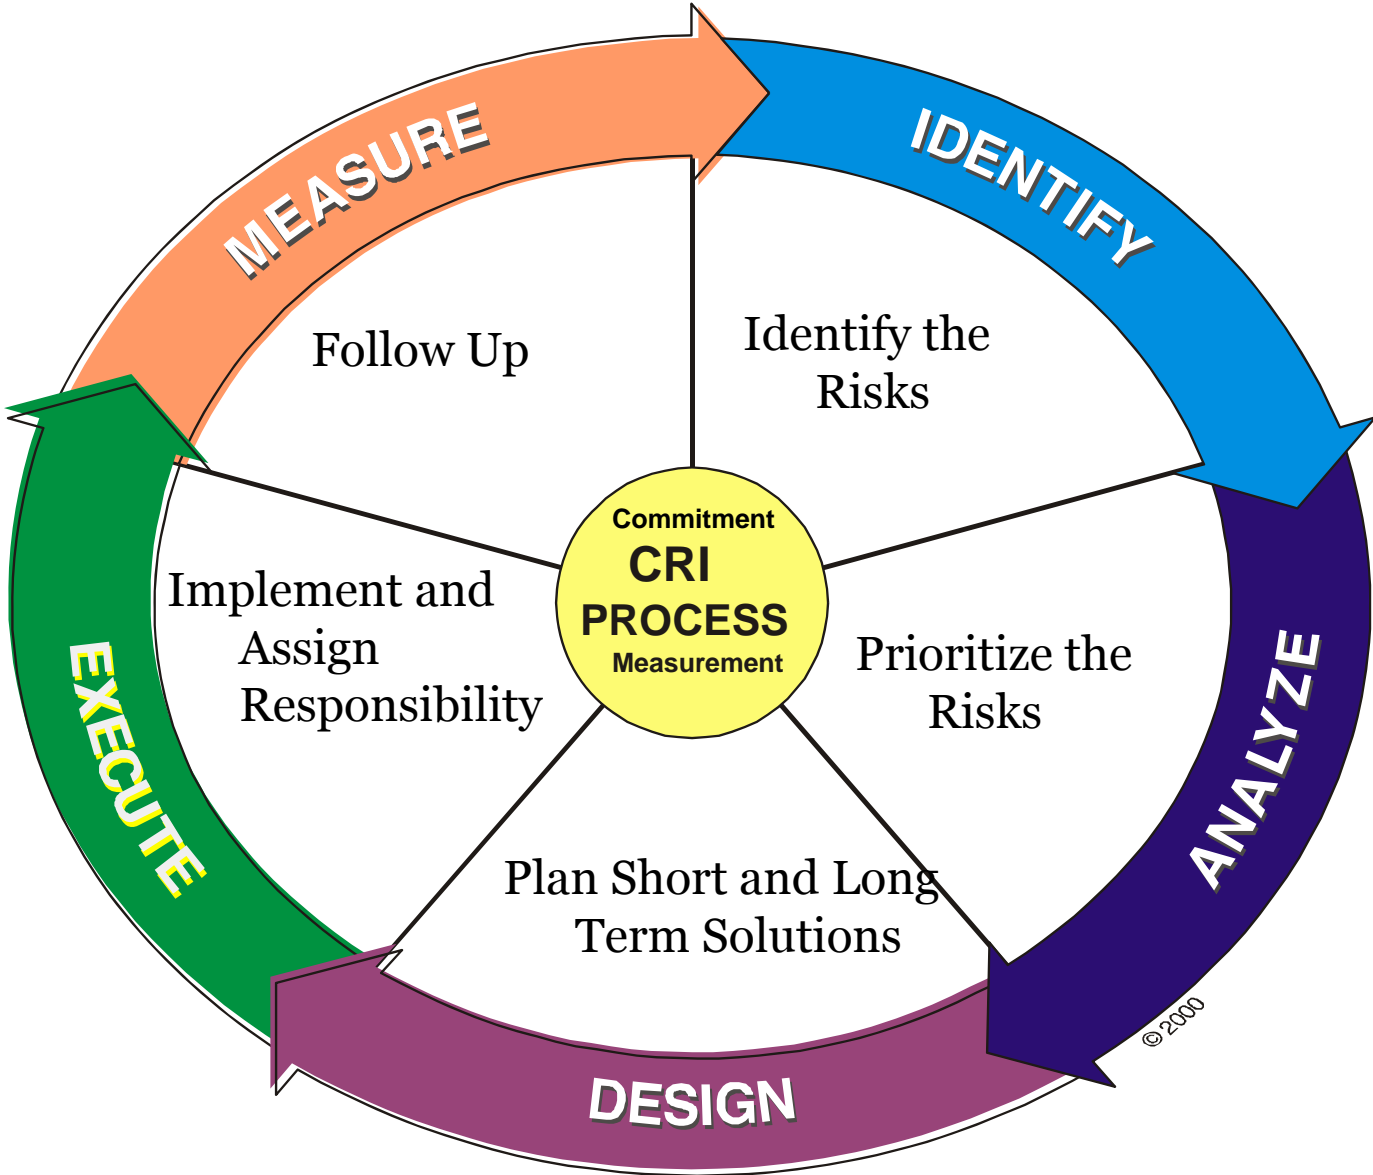 MEASURE
IDENTIFY
Follow Up
Identify the
Risks
Commitment
CRI
PROCESS
Measurement
Implement and
Assign
Responsibility
Prioritize the
Risks
EXECUTE
ANALYZE
Plan Short and Long
Term Solutions
© 2000
DESIGN